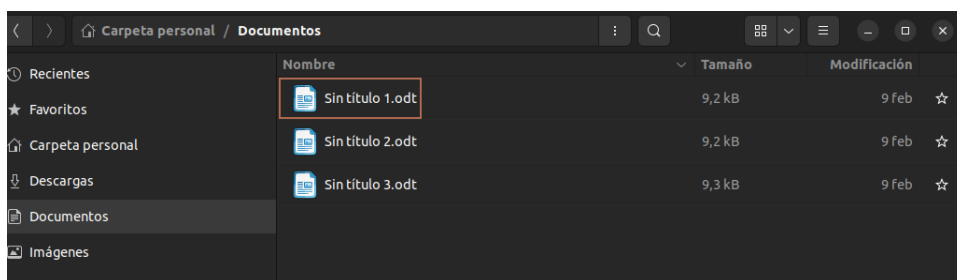 Carpeta personal / Documentos
Nombre Tamaño Modificación
Recientes
Favoritos
Carpeta personal
Descargas
Documentos
Imágenes
Sin título 1.odt 9,2 kB 9 feb
Sin título 2.odt 9,2 kB 9 feb
Sin título 3.odt 9,3 kB 9 feb